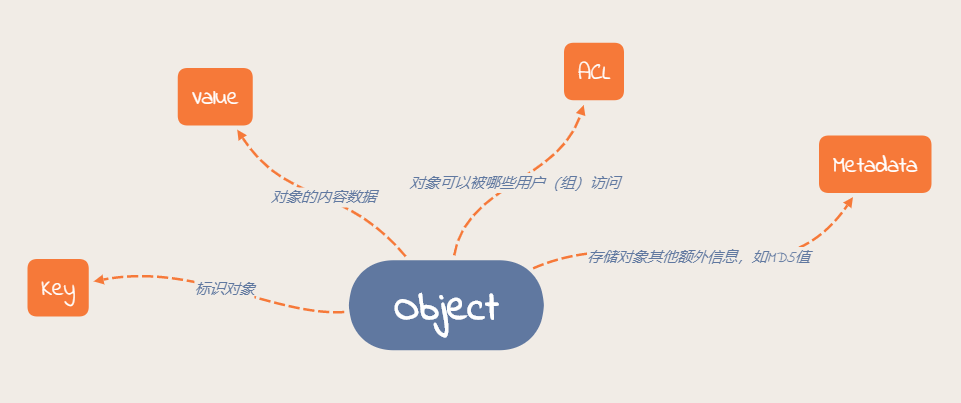 ACL
Value
Metadata
对象可以被哪些用户（组）访问
对象的内容数据
存储对象其他额外信息，如MD5值
Key
标识对象
Object